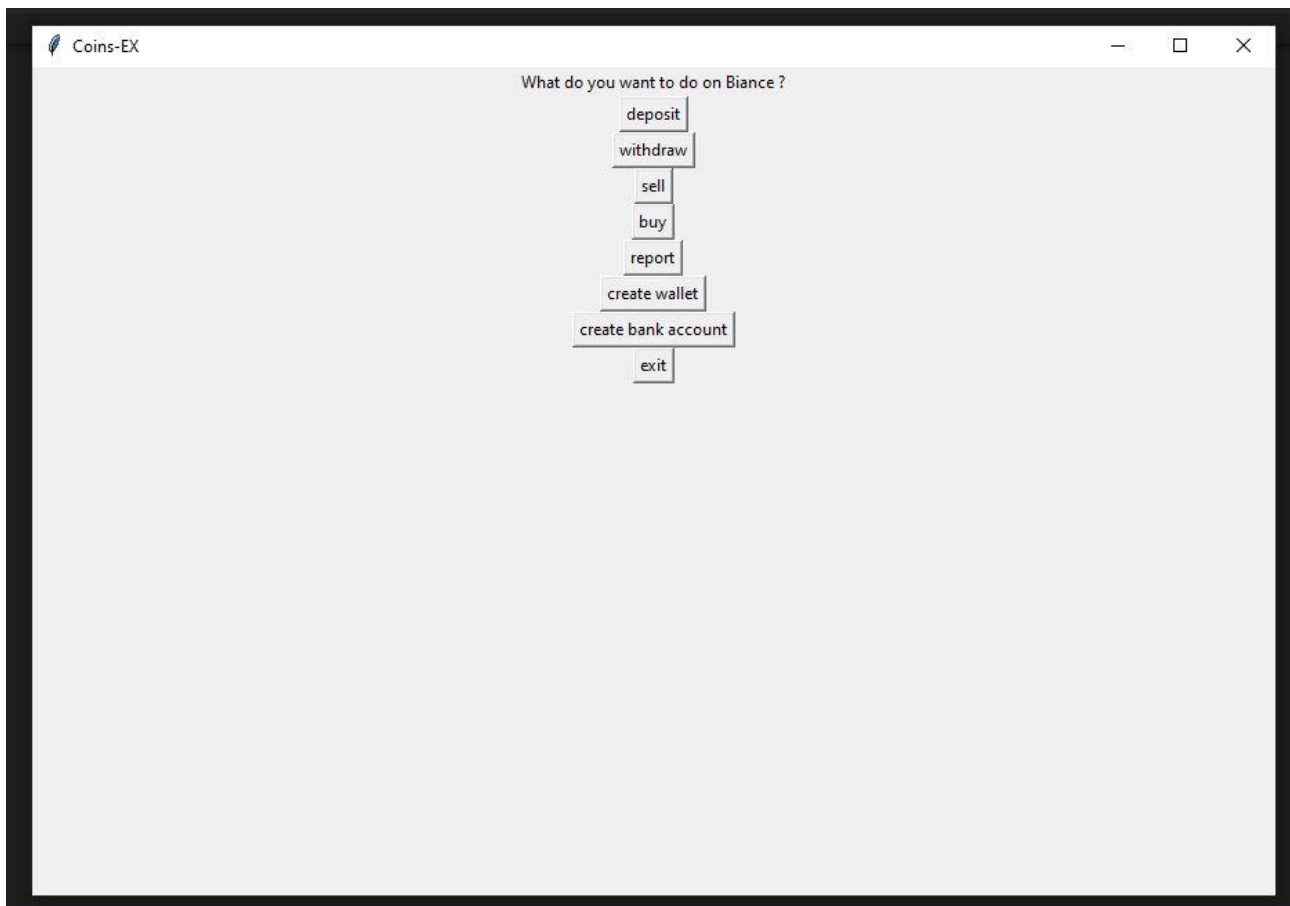 Coins-EX
What do you want to do on Biance ?
deposit
withdraw
sell
buy
report
create wallet
create bank account
exit